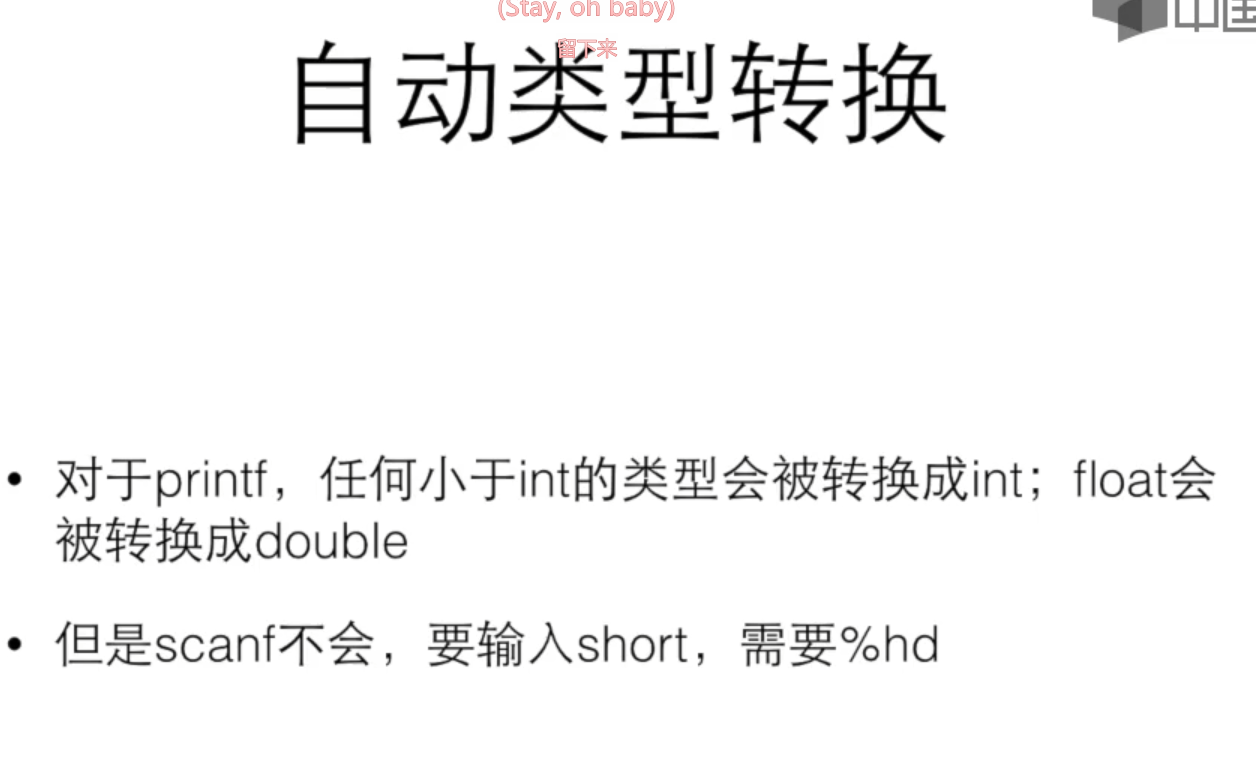 (Stay, oh baby)
留下来
中国
自动类型转换
• 对于printf，任何小于int的类型会被转换成int；float会
被转换成double
• 但是scanf不会，要输入short，需要%hd